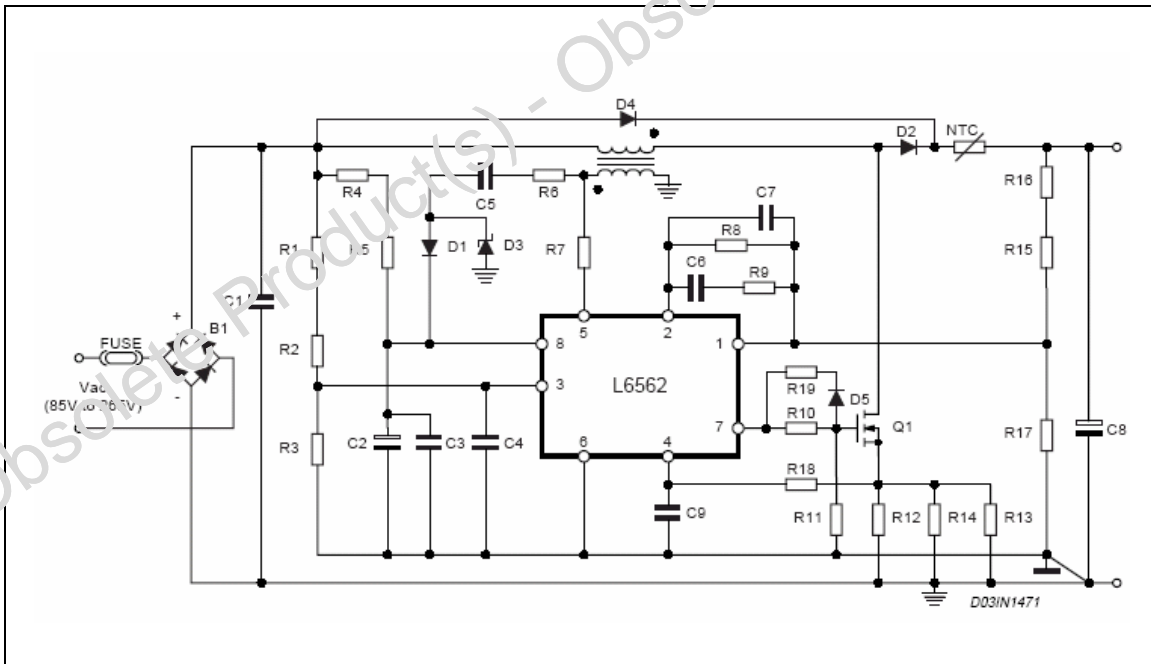 Obsolete Product(s) - Obso
D4
D2
NTC
R4
C5
R6
C7
R16
R8
R1
R5
D1
D3
R7
C6
R9
R15
C1
+
B1
FUSE
5
2
R2
8
1
Vac
(85V to 265V)
-
3
L6562
R19
D5
R10
7
Q1
R3
C2
C3
C4
6
4
R17
C8
R18
C9
R11
R12
R14
R13
D03IN1471